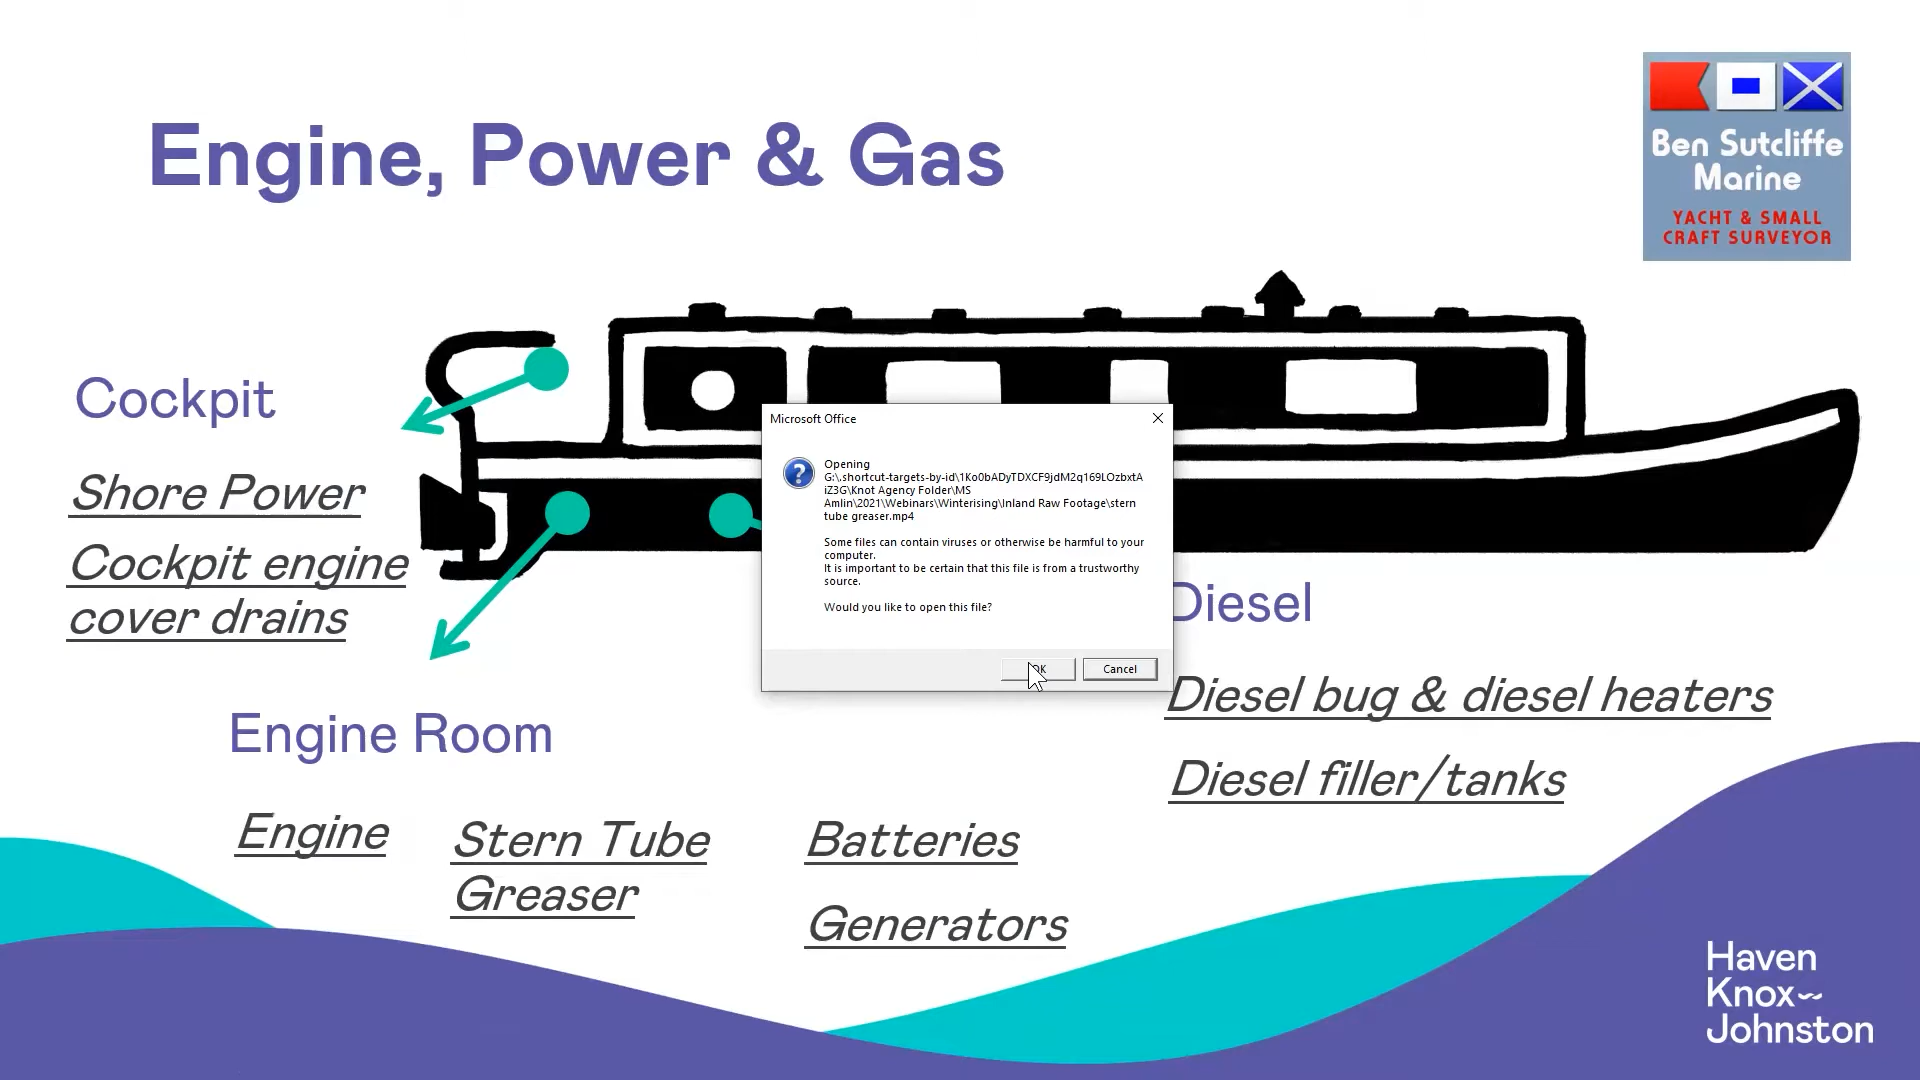 Engine, Power & Gas
Ben Sutcliffe
Marine
YACHT & SMALL
CRAFT SURVEYOR
Cockpit
Shore Power
Cockpit engine
cover drains
Microsoft Office
Opening
G:\.shortcut-targets-by-id\1Ko0bADyTDXCF9jdM2q169LOzbxtA
iZ3G\Knot Agency Folder\MS
Amlin\2021\Webinars\Winterising\Inland Raw Footage\stern
tube greaser.mp4
Some files can contain viruses or otherwise be harmful to your
computer.
It is important to be certain that this file is from a trustworthy
source.
Would you like to open this file?
OK
Cancel
Diesel
Diesel bug & diesel heaters
Diesel filler/tanks
Engine Room
Engine
Stern Tube
Greaser
Batteries
Generators
Haven
Knox~
Johnston